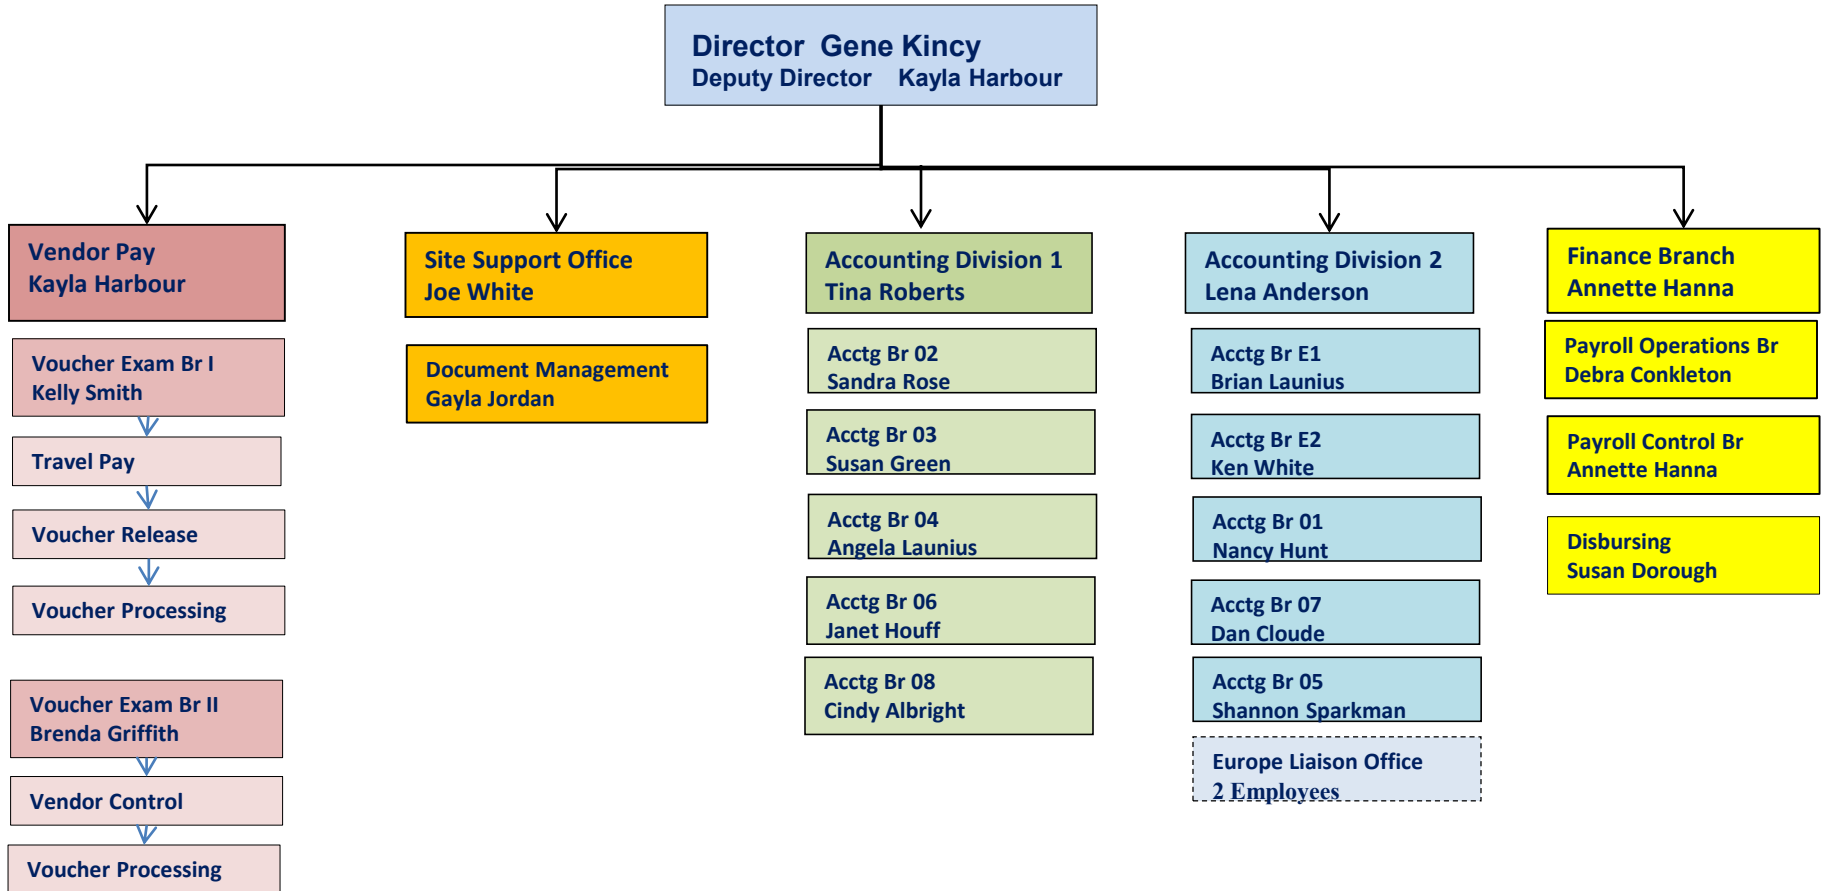 Director  Gene Kincy
Deputy Director  Kayla Harbour
Vendor Pay
Kayla Harbour
Voucher Exam Br I
Kelly Smith
Travel Pay
Voucher Release
Voucher Processing
Voucher Exam Br II
Brenda Griffith
Vendor Control
Voucher Processing
Site Support Office
Joe White
Document Management
Gayla Jordan
Accounting Division 1
Tina Roberts
Acctg Br 02
Sandra Rose
Acctg Br 03
Susan Green
Acctg Br 04
Angela Launius
Acctg Br 06
Janet Houff
Acctg Br 08
Cindy Albright
Accounting Division 2
Lena Anderson
Acctg Br E1
Brian Launius
Acctg Br E2
Ken White
Acctg Br 01
Nancy Hunt
Acctg Br 07
Dan Cloude
Acctg Br 05
Shannon Sparkman
Europe Liaison Office
2 Employees
Finance Branch
Annette Hanna
Payroll Operations Br
Debra Conkleton
Payroll Control Br
Annette Hanna
Disbursing
Susan Dorough